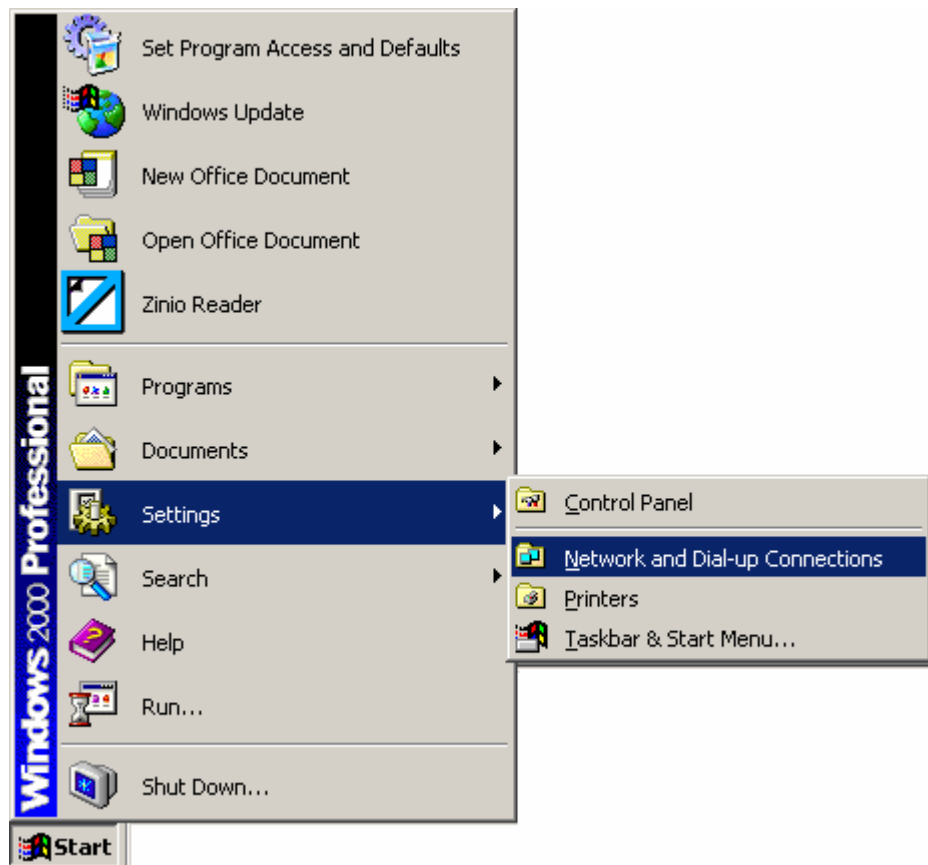 Set Program Access and Defaults
Windows Update
New Office Document
Open Office Document
Zinio Reader
Programs
Documents
Settings
Search
Help
Run...
Shut Down...
Control Panel
Network and Dial-up Connections
Printers
Taskbar & Start Menu...
Windows 2000 Professional
Start